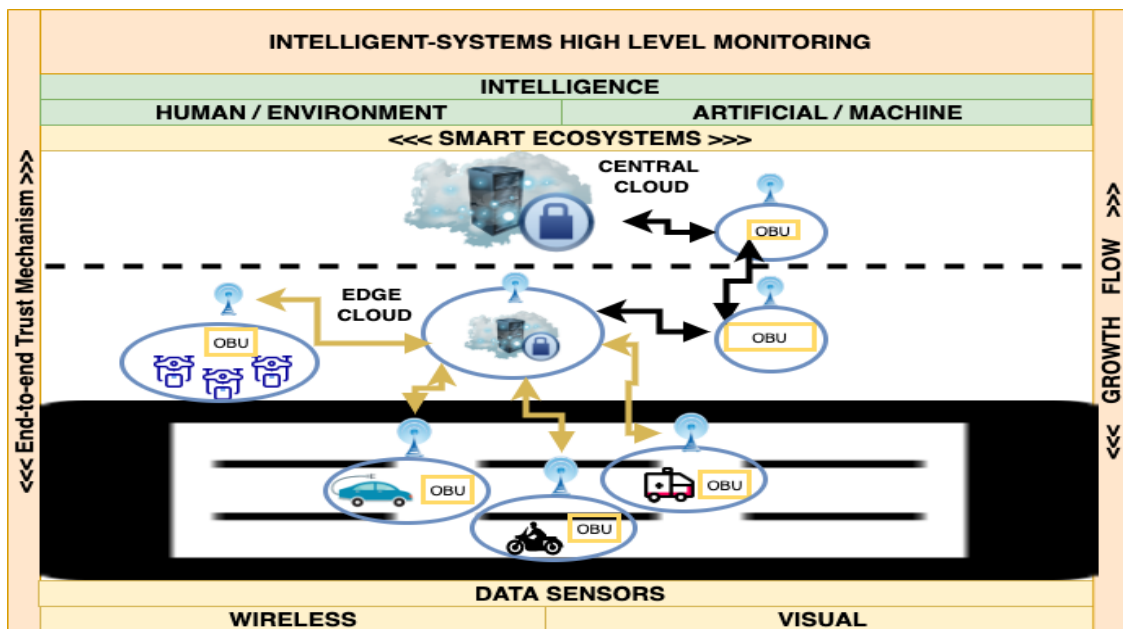 INTELLIGENT-SYSTEMS HIGH LEVEL MONITORING
INTELLIGENCE
HUMAN / ENVIRONMENT
ARTIFICIAL / MACHINE
<<< SMART ECOSYSTEMS >>>
<<< End-to-end Trust Mechanism >>>
<<< GROWTH FLOW >>>
CENTRAL
CLOUD
OBU
EDGE
CLOUD
OBU
OBU
OBU
OBU
OBU
DATA SENSORS
WIRELESS
VISUAL